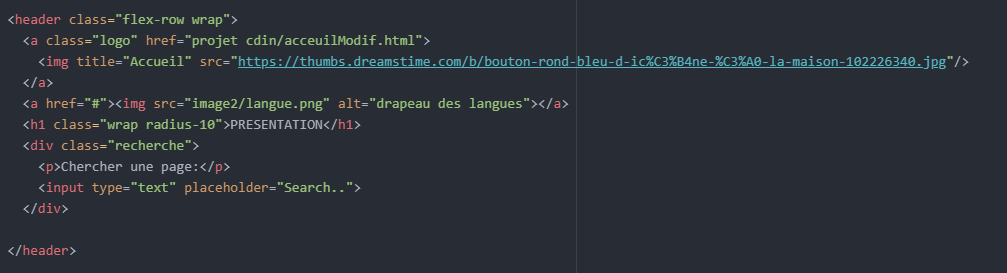 <header class="flex-row wrap">
<a class="logo" href="projet cdin/acceuilModif.html">
<img title="Accueil" src="https://thumbs.dreamstime.com/b/bouton-rond-bleu-d-ic%C3%B4ne-%C3%A0-la-maison-102226340.jpg"/>
</a>
<a href="#"><img src="image2/langue.png" alt="drapeau des langues"></a>
<h1 class="wrap radius-10">PRESENTATION</h1>
<div class="recherche">
<p>Chercher une page:</p>
<input type="text" placeholder="Search..">
</div>
</header>